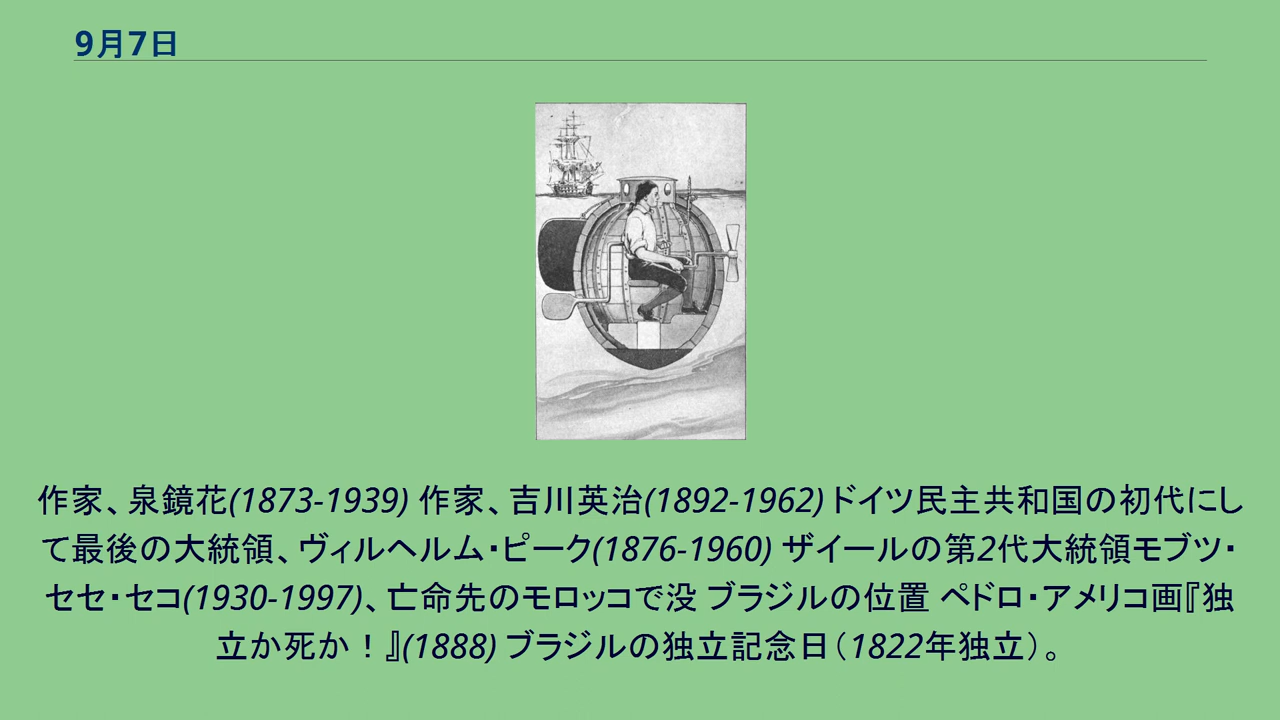 9月7日
作家、泉鏡花(1873-1939) 作家、吉川英治(1892-1962) ドイツ民主共和国の初代にし
て最後の大統領、ヴィルヘルム・ピーク(1876-1960) ザイールの第2代大統領モブツ・
セセ・セコ(1930-1997)、亡命先のモロッコで没 ブラジルの位置 ペドロ・アメリコ画『独
立か死か！』(1888) ブラジルの独立記念日（1822年独立）。